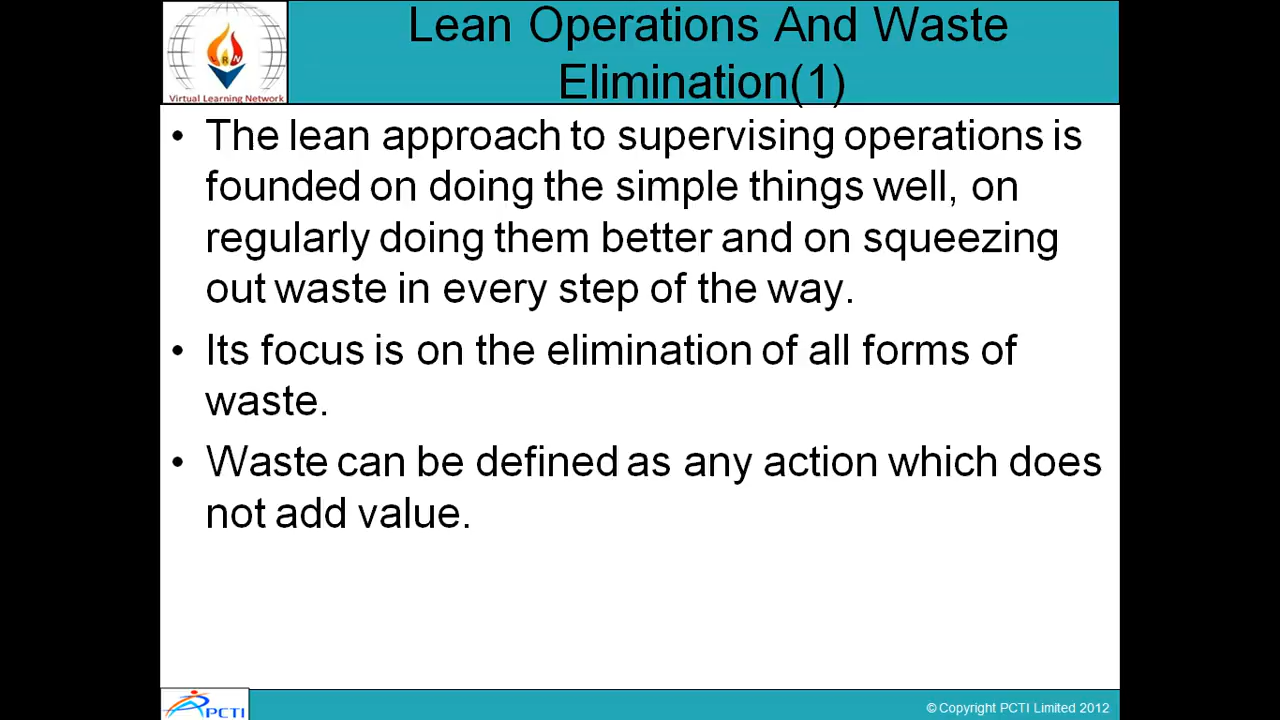 Lean Operations And Waste
Elimination(1)
VRN
Virtual Learning Network
• The lean approach to supervising operations is
founded on doing the simple things well, on
regularly doing them better and on squeezing
out waste in every step of the way.
• Its focus is on the elimination of all forms of
waste.
• Waste can be defined as any action which does
not add value.
PCTI
© Copyright PCTI Limited 2012